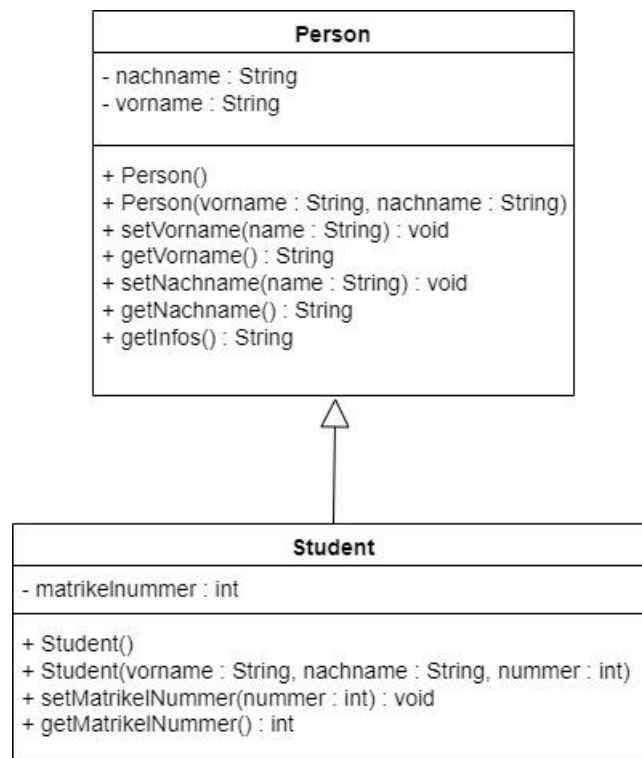 Person
- nachname : String
- vorname : String
+ Person()
+ Person(vorname : String, nachname : String)
+ setVorname(name : String) : void
+ getVorname() : String
+ setNachname(name : String) : void
+ getNachname() : String
+ getInfos() : String
Student
- matrikelnummer : int
+ Student()
+ Student(vorname : String, nachname : String, nummer : int)
+ setMatrikelNummer(nummer : int) : void
+ getMatrikelNummer() : int